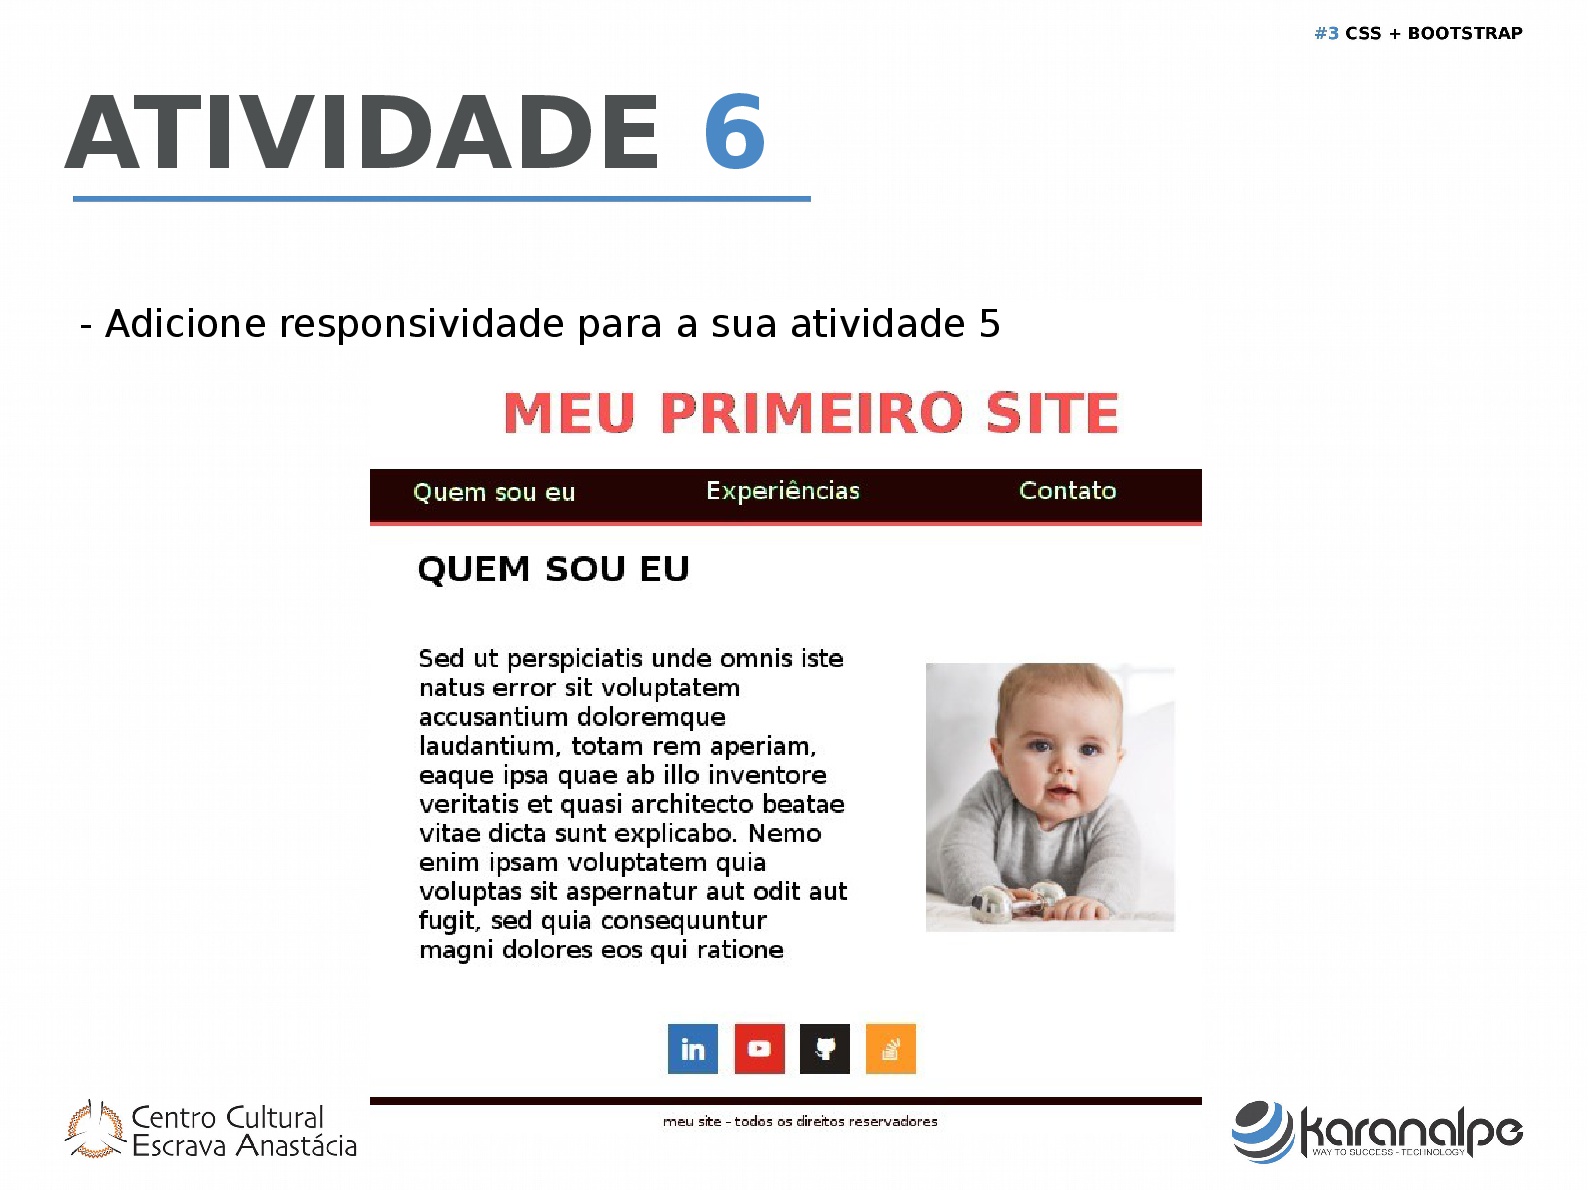 #3 CSS + BOOTSTRAP
ATIVIDADE 6
- Adicione responsividade para a sua atividade 5
MEU PRIMEIRO SITE
Quem sou eu Experiências Contato
QUEM SOU EU
Sed ut perspiciatis unde omnis iste
natus error sit voluptatem
accusantium doloremque
laudantium, totam rem aperiam,
eaque ipsa quae ab illo inventore
veritatis et quasi architecto beatae
vitae dicta sunt explicabo. Nemo
enim ipsam voluptatem quia
voluptas sit aspernatur aut odit aut
fugit, sed quia consequuntur
magni dolores eos qui ratione
in
meu site - todos os direitos reservadores
Centro Cultural
Escrava Anastácia
karanalpe
WAY TO SUCCESS - TECHNOLOGY